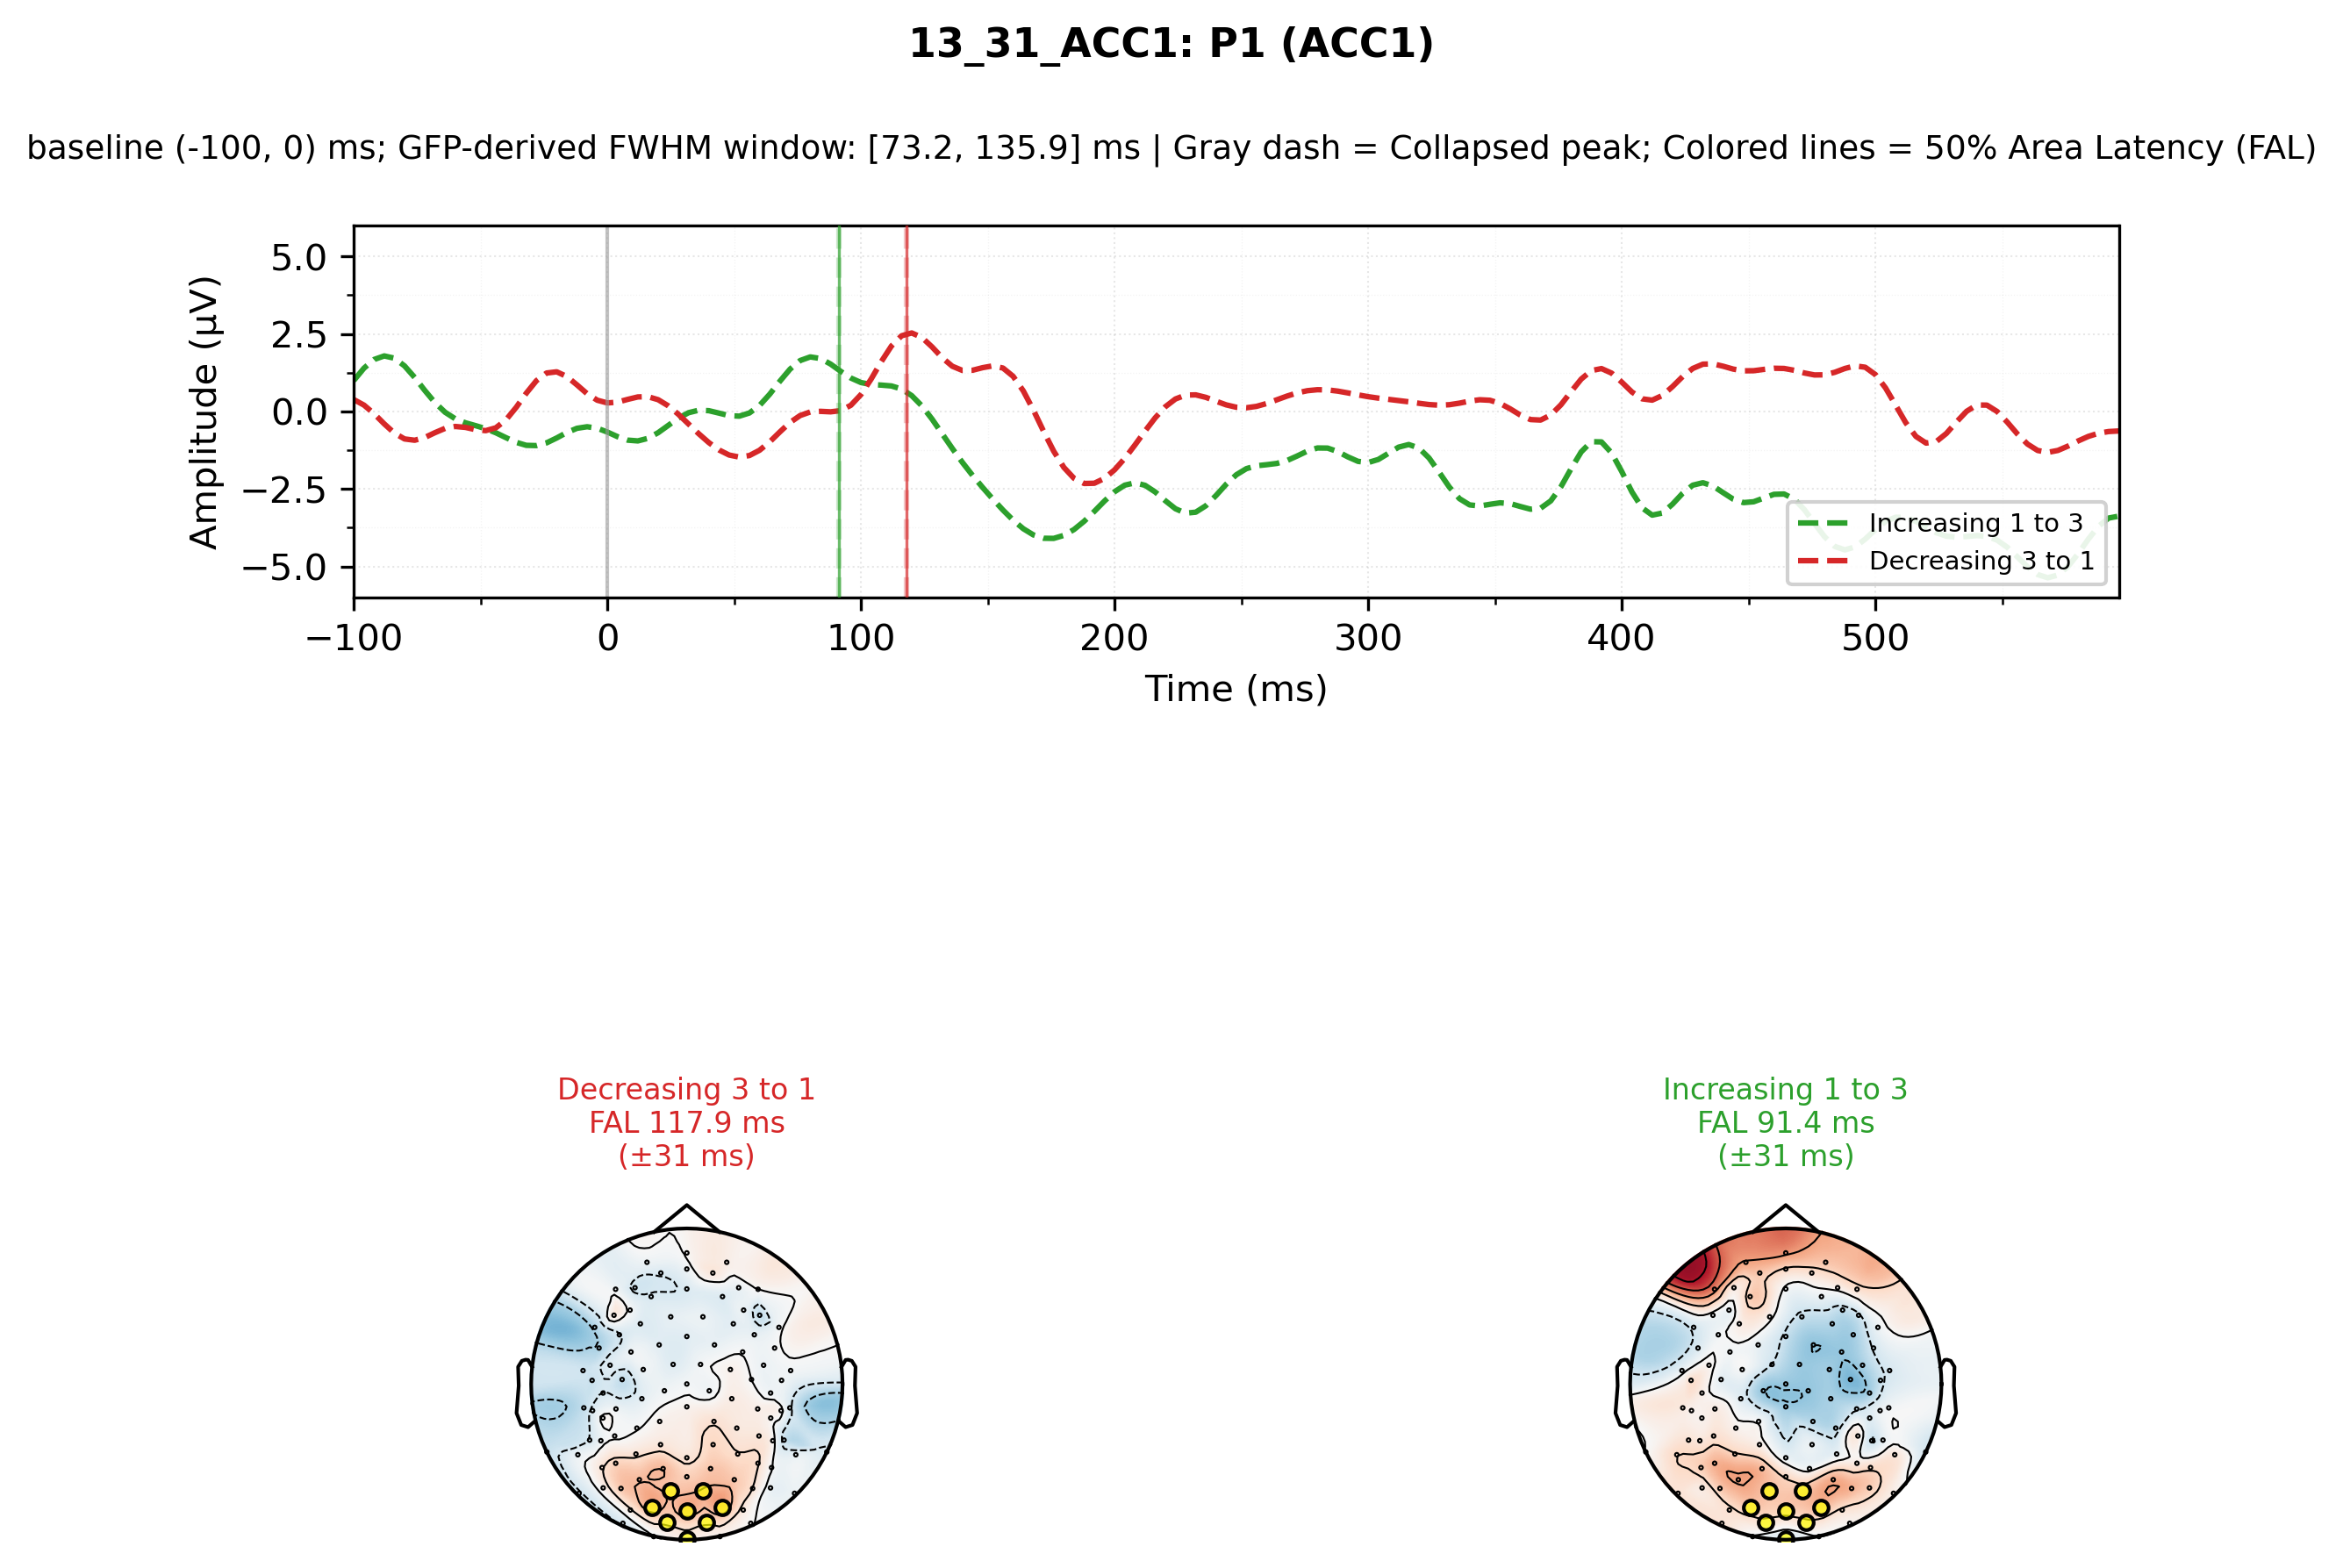 13_31_ACC1: P1 (ACC1)
baseline (-100, 0) ms; GFP-derived FWHM window: [73.2, 135.9] ms | Gray dash = Collapsed peak; Colored lines = 50% Area Latency (FAL)
Amplitude (µV)
5.0
2.5
0.0
−2.5
−5.0
Increasing 1 to 3
Decreasing 3 to 1
−100 0 100 200 300 400 500
Time (ms)
Decreasing 3 to 1
FAL 117.9 ms
(±31 ms)
Increasing 1 to 3
FAL 91.4 ms
(±31 ms)